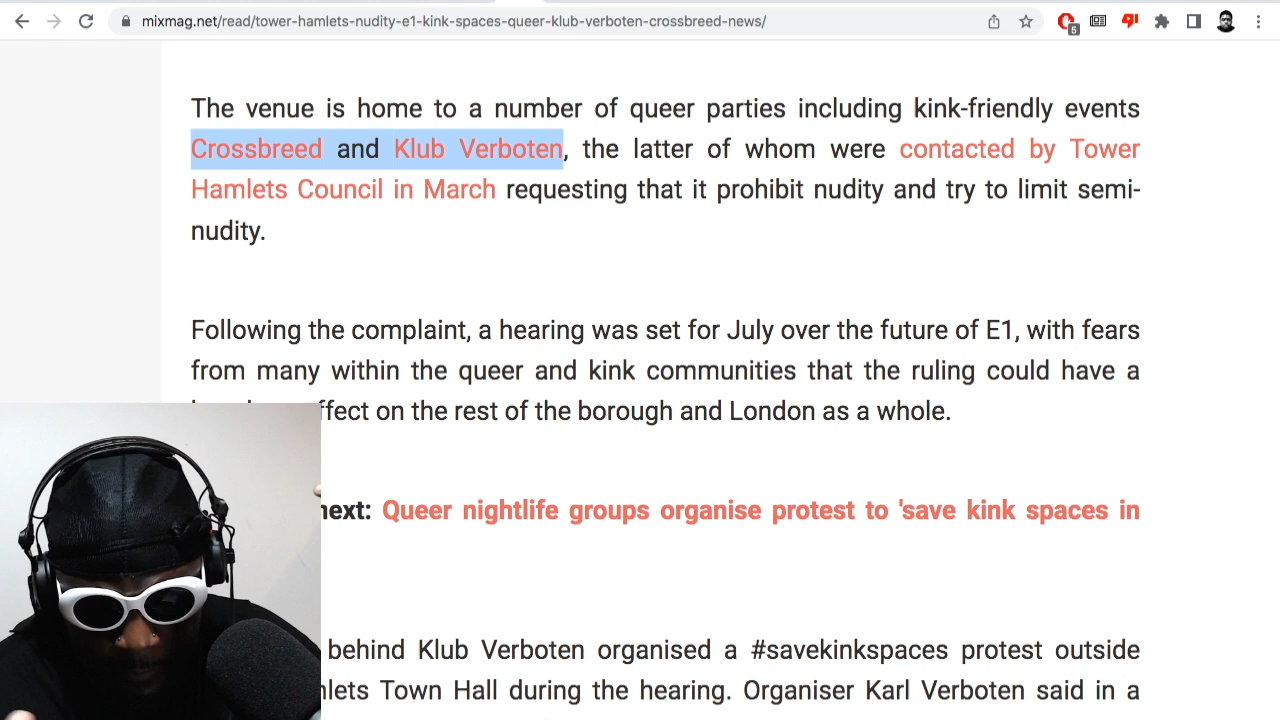 mixmag.net/read/tower-hamlets-nudity-e1-kink-spaces-queer-klub-verboten-crossbreed-news/
5
The venue is home to a number of queer parties including kink-friendly events
Crossbreed and Klub Verboten, the latter of whom were contacted by Tower
Hamlets Council in March requesting that it prohibit nudity and try to limit semi-
nudity.
Following the complaint, a hearing was set for July over the future of E1, with fears
from many within the queer and kink communities that the ruling could have a
on the rest of the borough and London as a whole.
next: Queer nightlife groups organise protest to 'save kink spaces in
behind Klub Verboten organised a #savekinkspaces protest outside
Town Hall during the hearing. Organiser Karl Verboten said in a